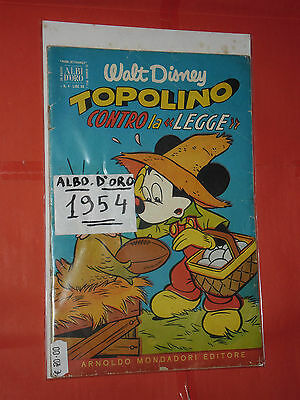 ALBI
D'ORO
Walt Disney
TOPOLINO
CONTRO la «LEGGE»
ALBO. D'ORO
1954
ARNOLDO MONDADORI EDITORE